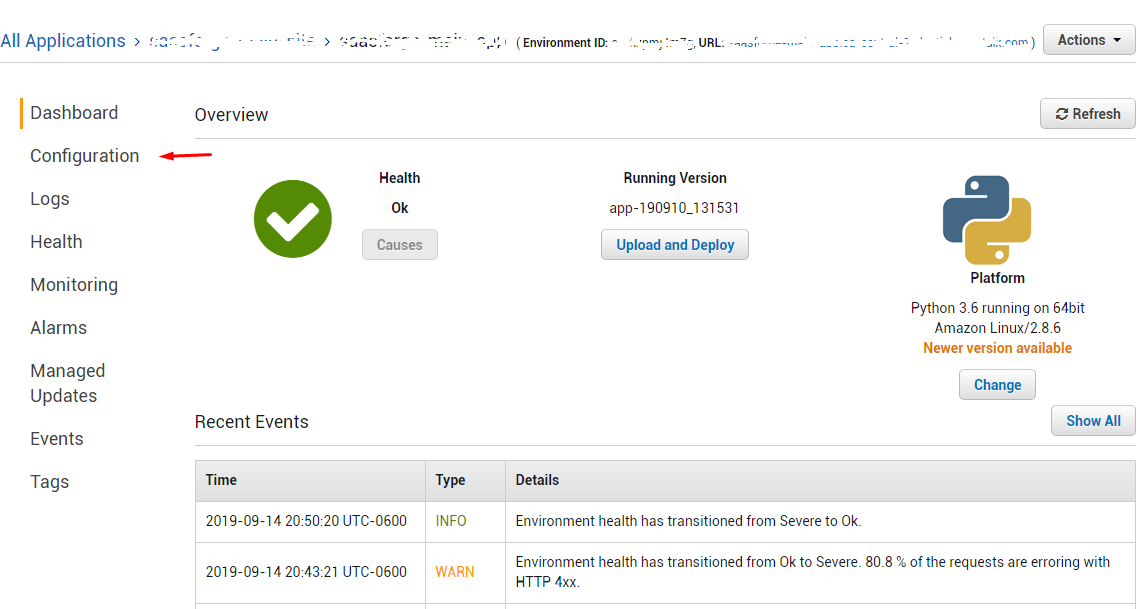 All Applications › › ( Environment ID: URL: .com ) Actions
Dashboard
Configuration
Logs
Health
Monitoring
Alarms
Managed
Updates
Events
Tags
Overview
Refresh
Health
Ok
Causes
Running Version
app-190910_131531
Upload and Deploy
Platform
Python 3.6 running on 64bit
Amazon Linux/2.8.6
Newer version available
Change
Recent Events
Show All
Time Type Details
2019-09-14 20:50:20 UTC-0600 INFO Environment health has transitioned from Severe to Ok.
2019-09-14 20:43:21 UTC-0600 WARN Environment health has transitioned from Ok to Severe. 80.8 % of the requests are erroring with
HTTP 4xx.